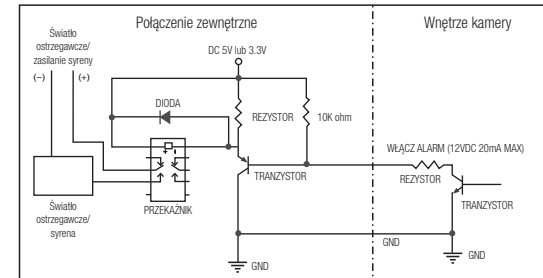 Połączenie zewnętrzne
Wnętrze kamery
Światło
ostrzegawcze/
zasilanie syreny
(−)
(+)
DC 5V lub 3.3V
DIODA
REZYSTOR
10K ohm
WŁĄCZ ALARM (12VDC 20mA MAX)
TRANZYSTOR
REZYSTOR
TRANZYSTOR
PRZEKAŹNIK
Światło
ostrzegawcze/
syrena
GND
GND
GND